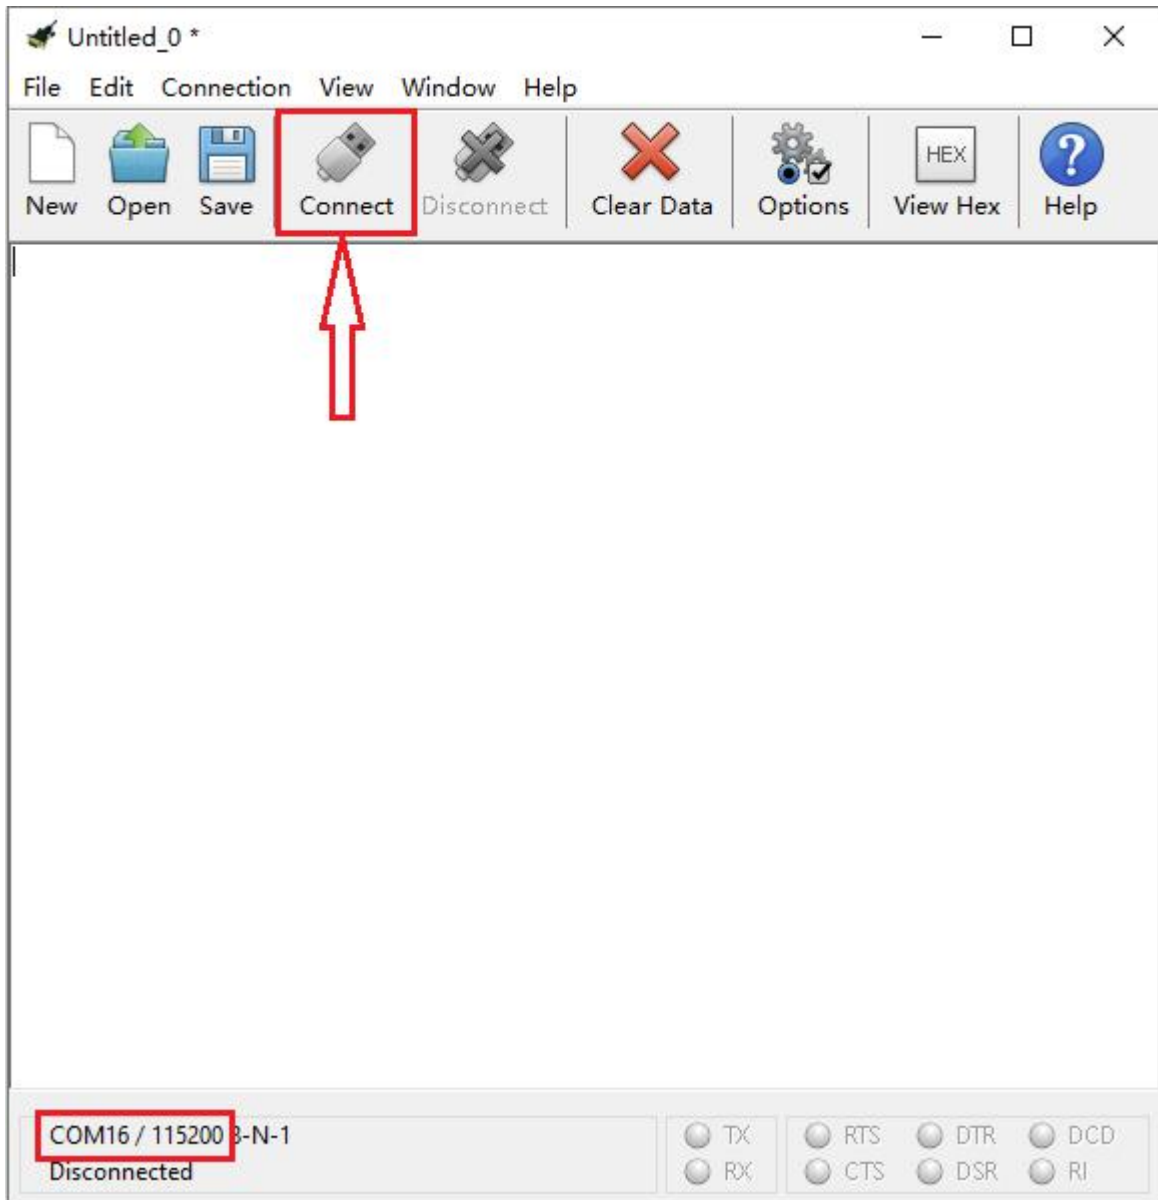 Untitled_0 *
File Edit Connection View Window Help
HEX
New Open Save Connect Disconnect Clear Data Options View Hex Help
COM16 / 115200 8-N-1
TX RTS DTR DCD
Disconnected
RX CTS DSR RI